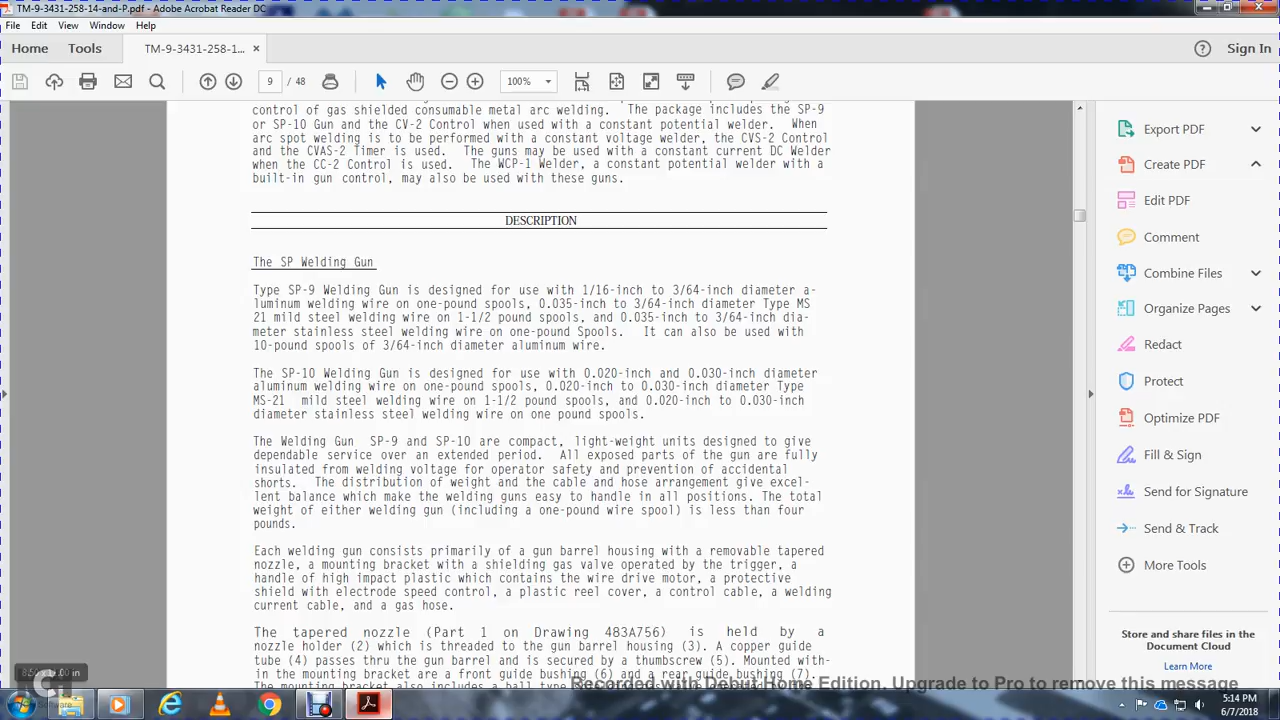 TM-9-3431-258-14-and-P.pdf - Adobe Acrobat Reader DC
File Edit View Window Help
Home Tools TM-9-3431-258-1... × Sign In
9 / 48 100%
control of gas shielded consumable metal arc welding. The package includes the SP-9
or SP-10 Gun and the CV-2 Control when used with a constant potential welder. When
arc spot welding is to be performed with a constant voltage welder, the CVS-2 Control
and the CVAS-2 Timer is used. The guns may be used with a constant current DC Welder
when the CC-2 Control is used. The WCP-1 Welder, a constant potential welder with a
built-in gun control, may also be used with these guns.
DESCRIPTION
The SP Welding Gun
Type SP-9 Welding Gun is designed for use with 1/16-inch to 3/64-inch diameter a-
luminum welding wire on one-pound spools, 0.035-inch to 3/64-inch diameter Type MS
21 mild steel welding wire on 1-1/2 pound spools, and 0.035-inch to 3/64-inch dia-
meter stainless steel welding wire on one-pound Spools. It can also be used with
10-pound spools of 3/64-inch diameter aluminum wire.
The SP-10 Welding Gun is designed for use with 0.020-inch and 0.030-inch diameter
aluminum welding wire on one-pound spools, 0.020-inch to 0.030-inch diameter Type
MS-21 mild steel welding wire on 1-1/2 pound spools, and 0.020-inch to 0.030-inch
diameter stainless steel welding wire on one pound spools.
The Welding Gun SP-9 and SP-10 are compact, light-weight units designed to give
dependable service over an extended period. All exposed parts of the gun are fully
insulated from welding voltage for operator safety and prevention of accidental
shorts. The distribution of weight and the cable and hose arrangement give excel-
lent balance which make the welding guns easy to handle in all positions. The total
weight of either welding gun (including a one-pound wire spool) is less than four
pounds.
Each welding gun consists primarily of a gun barrel housing with a removable tapered
nozzle, a mounting bracket with a shielding gas valve operated by the trigger, a
handle of high impact plastic which contains the wire drive motor, a protective
shield with electrode speed control, a plastic reel cover, a control cable, a welding
current cable, and a gas hose.
The tapered nozzle (Part 1 on Drawing 483A756) is held by a
nozzle holder (2) which is threaded to the gun barrel housing (3). A copper guide
tube (4) passes thru the gun barrel and is secured by a thumbscrew (5). Mounted with-
in the mounting bracket are a front guide bushing (6) and a rear guide bushing (7).
The mounting bracket also includes a ball type
Export PDF
Create PDF
Edit PDF
Comment
Combine Files
Organize Pages
Redact
Protect
Optimize PDF
Fill & Sign
Send for Signature
Send & Track
More Tools
Store and share files in the
Document Cloud
Learn More
Recorded with Debut Home Edition. Upgrade to Pro to remove this message
5:14 PM
6/7/2018